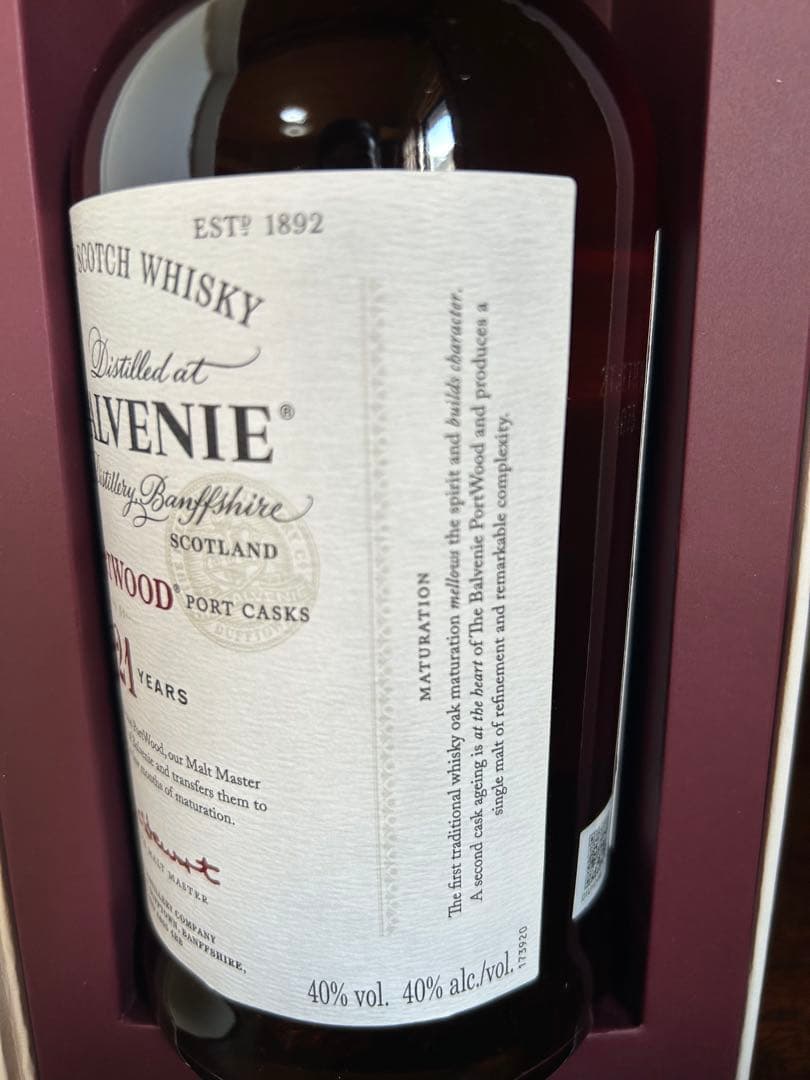 ESTD 1892
SCOTCH WHISKY
Distilled at
ALVENIE®
Distillery, Banffshire
SCOTLAND
TWOOD® PORT CASKS
21 YEARS
PortWood, our Malt Master
and transfers them to
months of maturation.
MALT MASTER
COMPANY
BANFFSHIRE,
40% vol. 40% alc./vol.
173920
MATURATION
The first traditional whisky oak maturation mellows the spirit and builds character.
A second cask ageing is at the heart of The Balvenie PortWood and produces a
single malt of refinement and remarkable complexity.